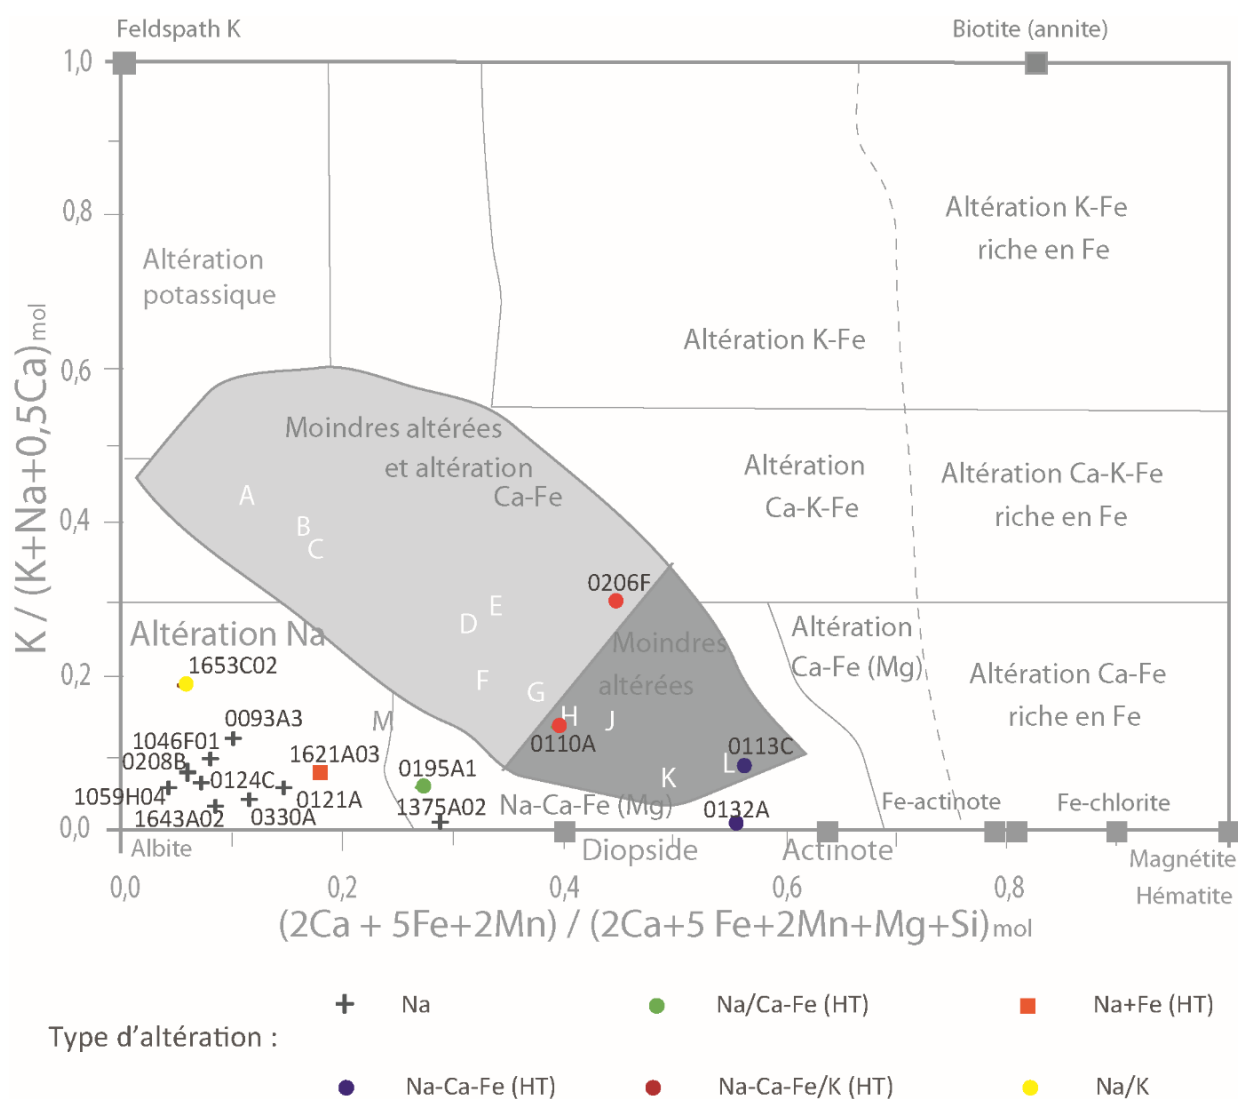 Feldspath K
Biotite (annite)
1,0
0,8
0,6
0,4
0,2
0,0
K / (K+Na+0,5Ca)mol
Altération
potassique
Altération K-Fe
riche en Fe
Altération K-Fe
Moindres altérées
et altération
Ca-Fe
Altération
Ca-K-Fe
Altération Ca-K-Fe
riche en Fe
A
B
C
D
E
F
G
H
J
K
L
M
0206F
Moindres
altérées
Altération Na
1653C02
0093A3
1046F01
0208B
1059H04
1643A02
0124C
0330A
1621A03
0121A
0195A1
1375A02
0110A
0113C
0132A
Altération
Ca-Fe (Mg)
Altération Ca-Fe
riche en Fe
Na-Ca-Fe (Mg)
Fe-actinote
Fe-chlorite
Albite
Diopside
Actinote
Magnétite
Hématite
0,0
0,2
0,4
0,6
0,8
(2Ca + 5Fe+2Mn) / (2Ca+5 Fe+2Mn+Mg+Si)mol
Type d'altération :
Na
Na/Ca-Fe (HT)
Na+Fe (HT)
Na-Ca-Fe (HT)
Na-Ca-Fe/K (HT)
Na/K